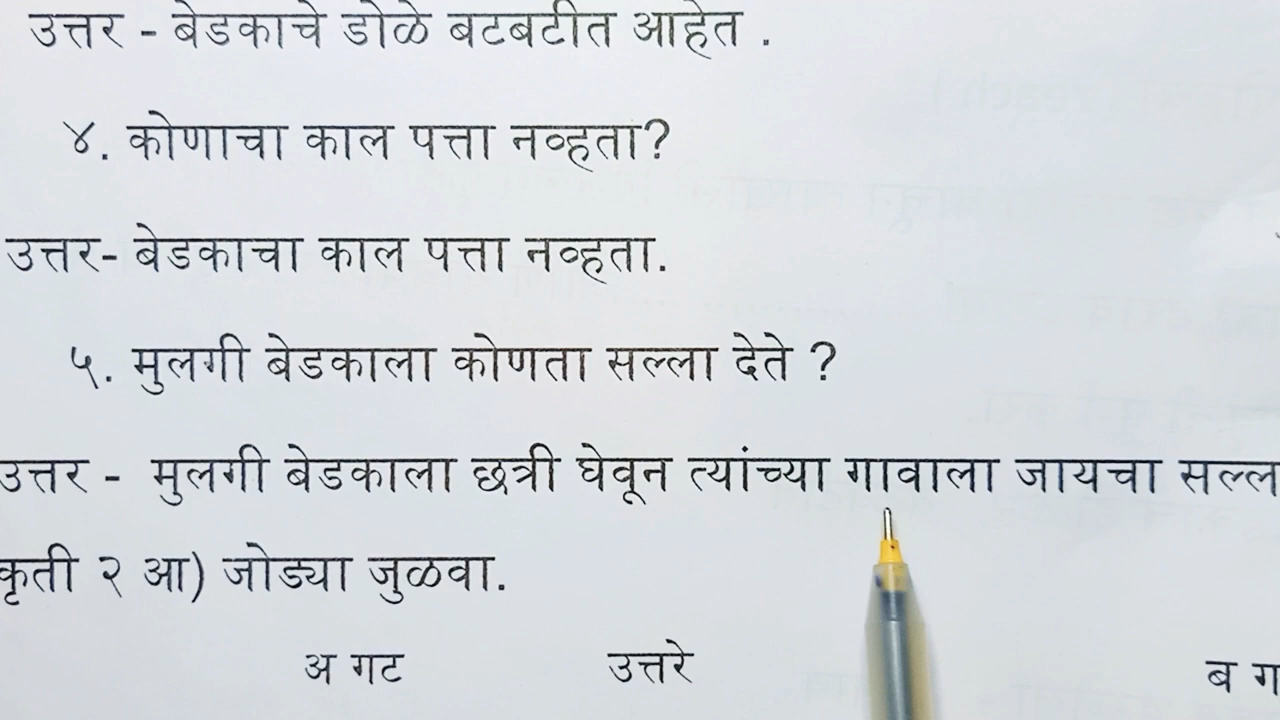 उत्तर - बेडकाचे डोळे बटबटीत आहेत .
४. कोणाचा काल पत्ता नव्हता?
उत्तर- बेडकाचा काल पत्ता नव्हता.
५. मुलगी बेडकाला कोणता सल्ला देते ?
उत्तर - मुलगी बेडकाला छत्री घेवून त्यांच्या गावाला जायचा सल्ल
कृती २ आ) जोड्या जुळवा.
अ गट उत्तरे ब ग